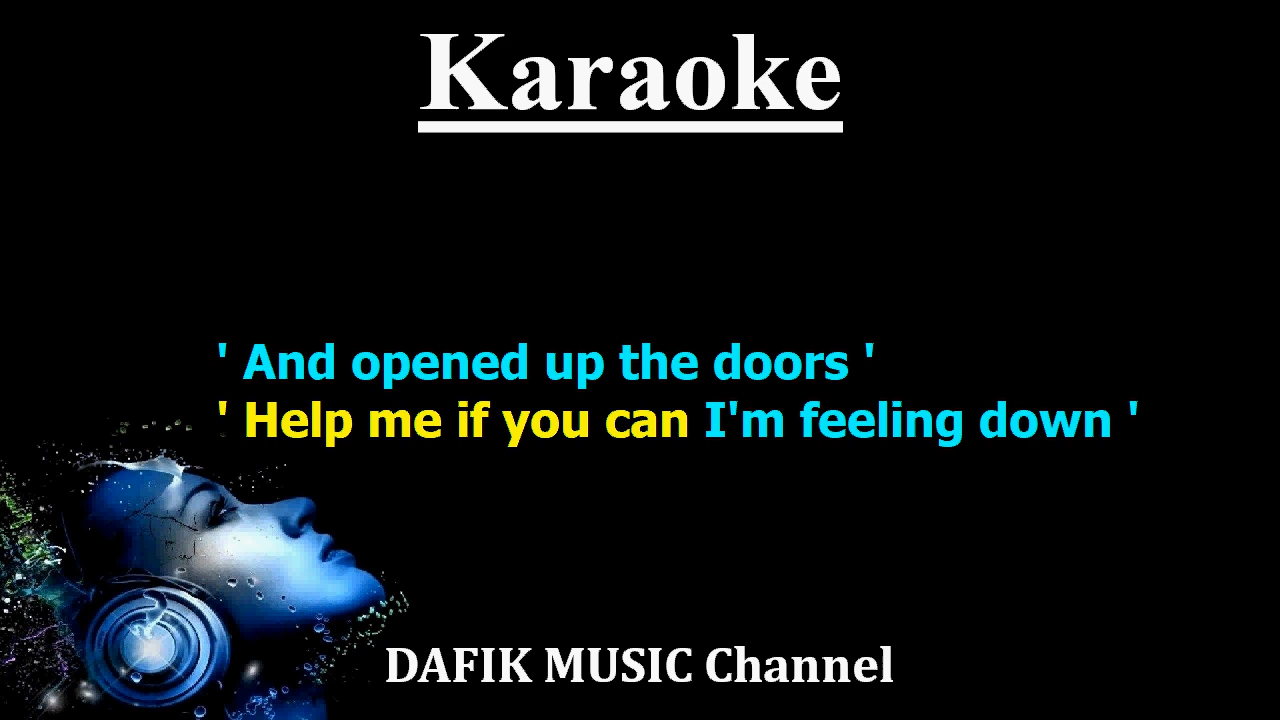 Karaoke
' And opened up the doors '
' Help me if you can I'm feeling down '
DAFIK MUSIC Channel